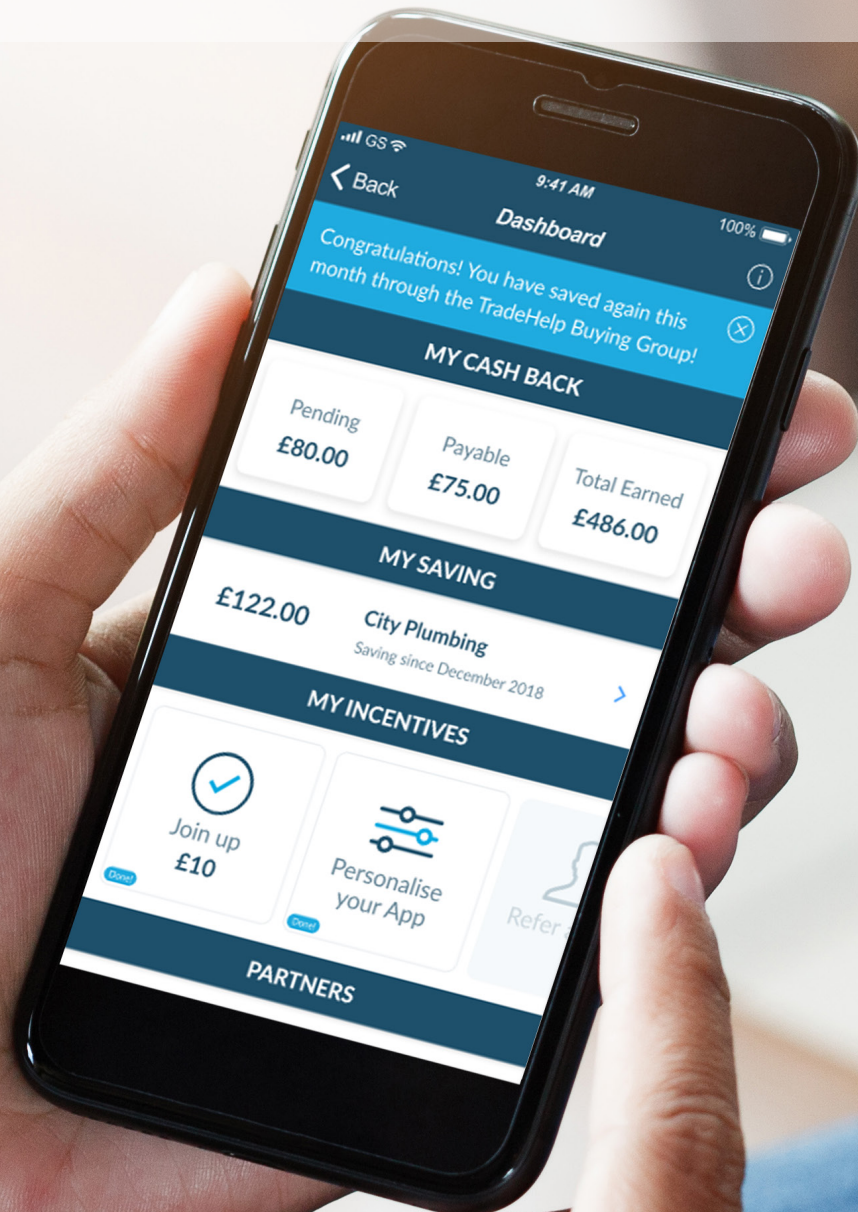 GS
9:41 AM
100%
Back
Dashboard
Congratulations! You have saved again this
month through the TradeHelp Buying Group!
MY CASH BACK
Pending
£80.00
Payable
£75.00
Total Earned
£486.00
MY SAVING
£122.00
City Plumbing
Saving since December 2018
MY INCENTIVES
Join up
£10
Done!
Personalise
your App
Done!
Refer
PARTNERS